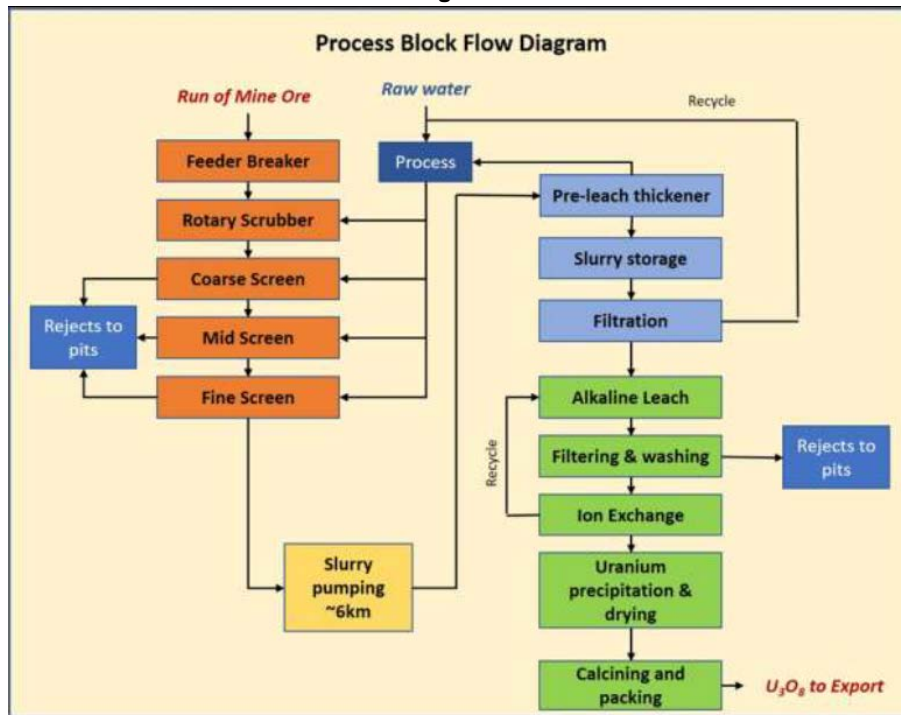 Process Block Flow Diagram
Run of Mine Ore
Raw water
Recycle
Feeder Breaker
Process
Pre-leach thickener
Rotary Scrubber
Slurry storage
Coarse Screen
Rejects to
pits
Mid Screen
Filtration
Fine Screen
Alkaline Leach
Recycle
Filtering & washing
Rejects to
pits
Ion Exchange
Slurry
pumping
~6km
Uranium
precipitation &
drying
Calcining and
packing
U₃O₈ to Export